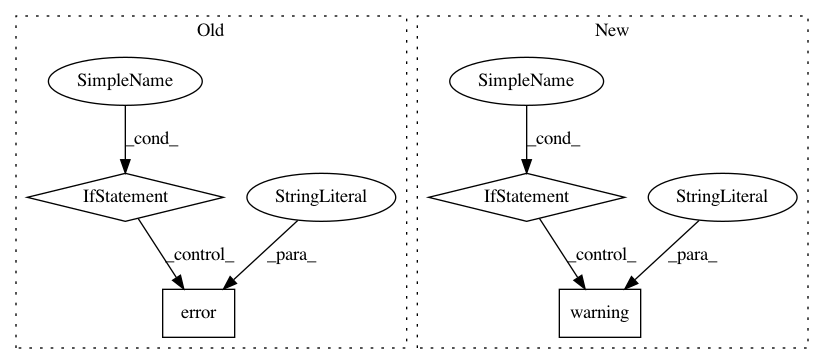 Old
New
SimpleName
SimpleName
_cond_
_cond_
IfStatement
StringLiteral
IfStatement
StringLiteral
_control_
_para_
_control_
_para_
error
warning